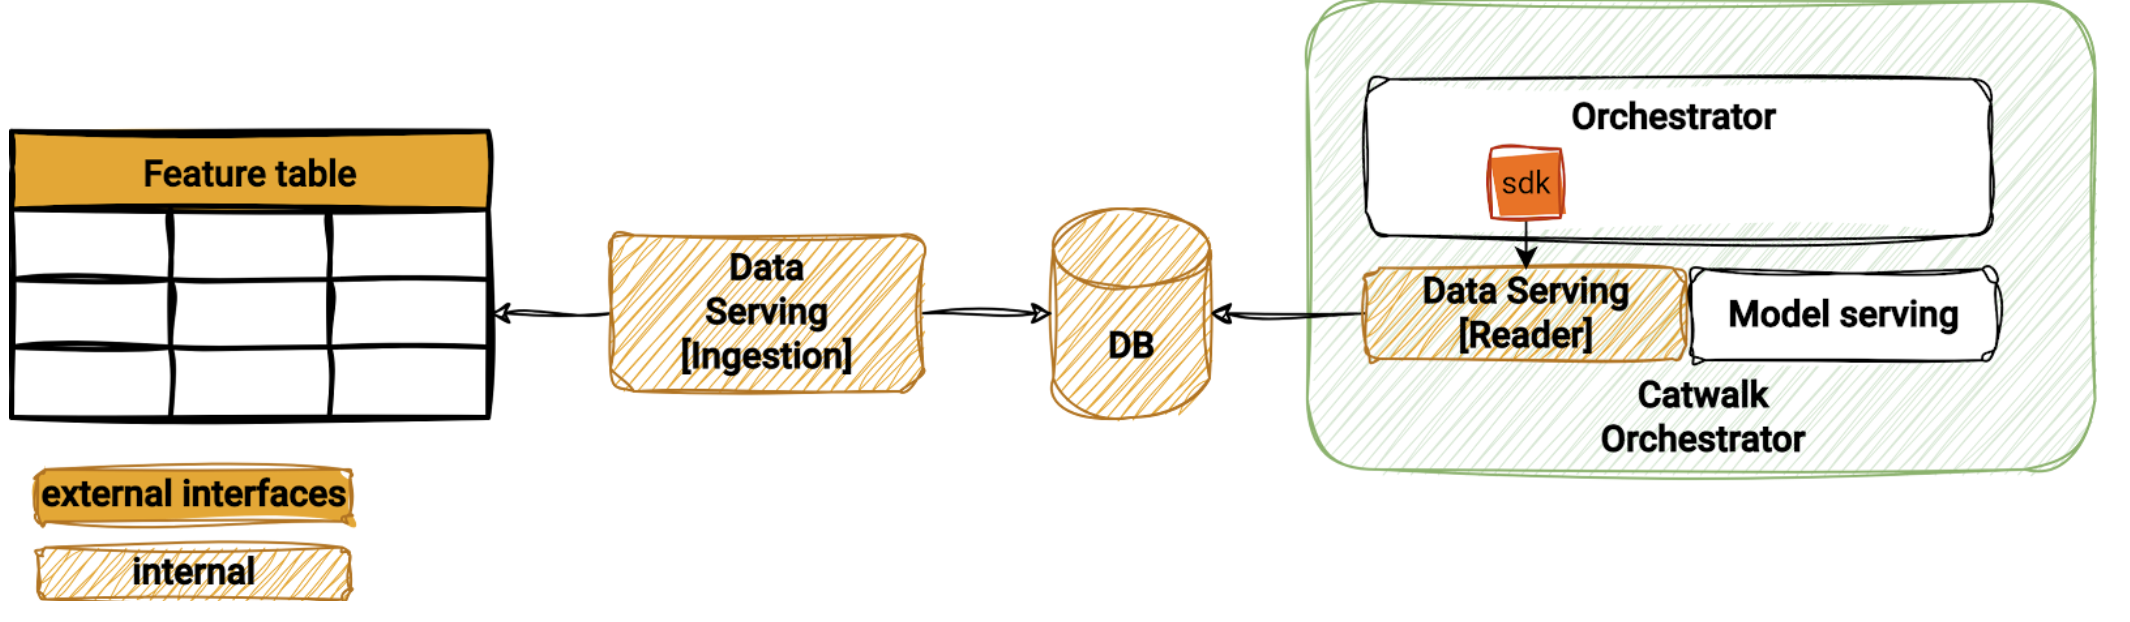 Feature table
Data
Serving
[Ingestion]
DB
Orchestrator
sdk
Data Serving
[Reader]
Model serving
Catwalk
Orchestrator
external interfaces
internal